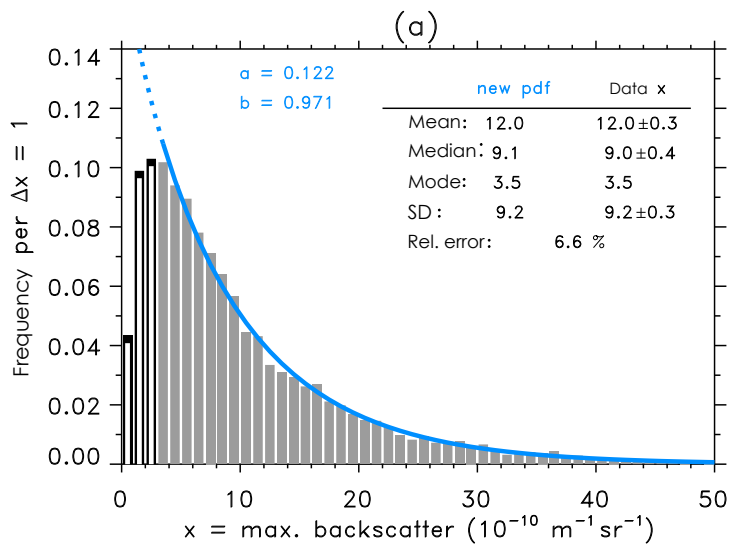 (a)
0.14
0.12
0.10
0.08
0.06
0.04
0.02
0.00
Frequency per Δx = 1
a = 0.122
b = 0.971
new pdf Data x
Mean: 12.0 12.0±0.3
Median: 9.1 9.0±0.4
Mode: 3.5 3.5
SD: 9.2 9.2±0.3
Rel. error: 6.6 %
0 10 20 30 40 50
x = max. backscatter (10⁻¹⁰ m⁻¹sr⁻¹)